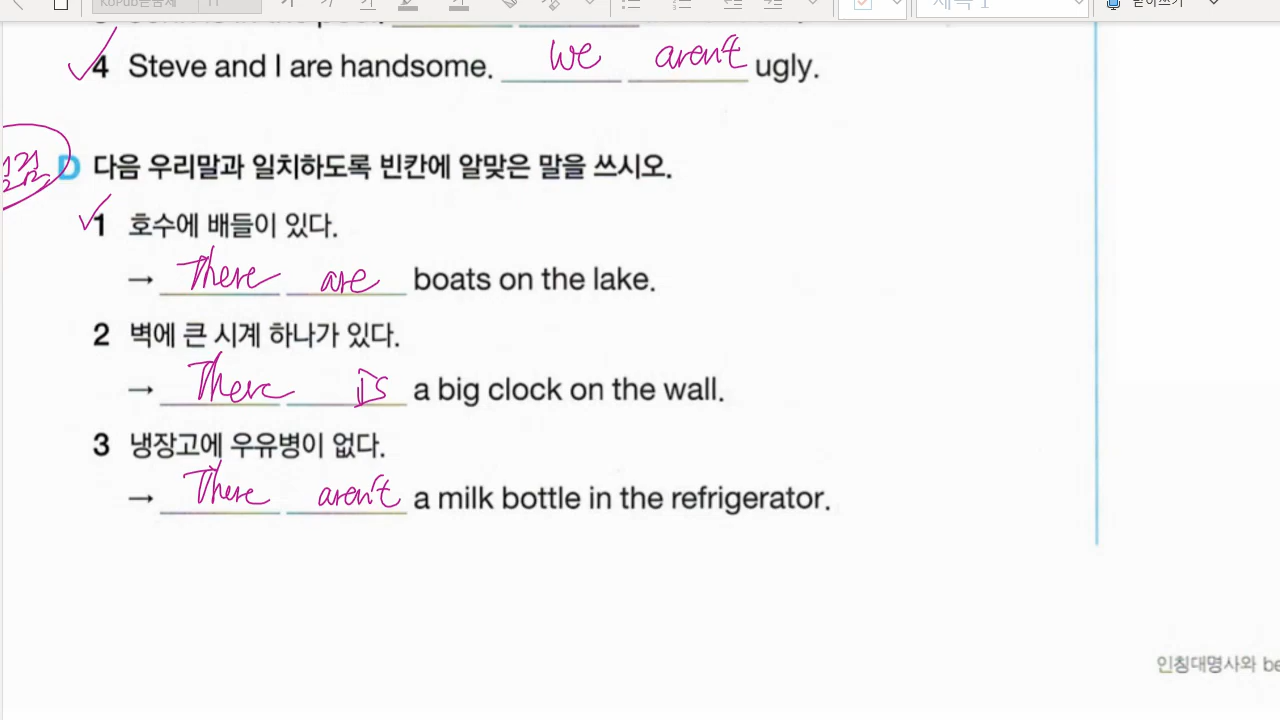 4 Steve and I are handsome. We aren't ugly.
D 다음 우리말과 일치하도록 빈칸에 알맞은 말을 쓰시오.
1 호수에 배들이 있다.
→ There are boats on the lake.
2 벽에 큰 시계 하나가 있다.
→ There is a big clock on the wall.
3 냉장고에 우유병이 없다.
→ There aren't a milk bottle in the refrigerator.
인칭대명사와 be